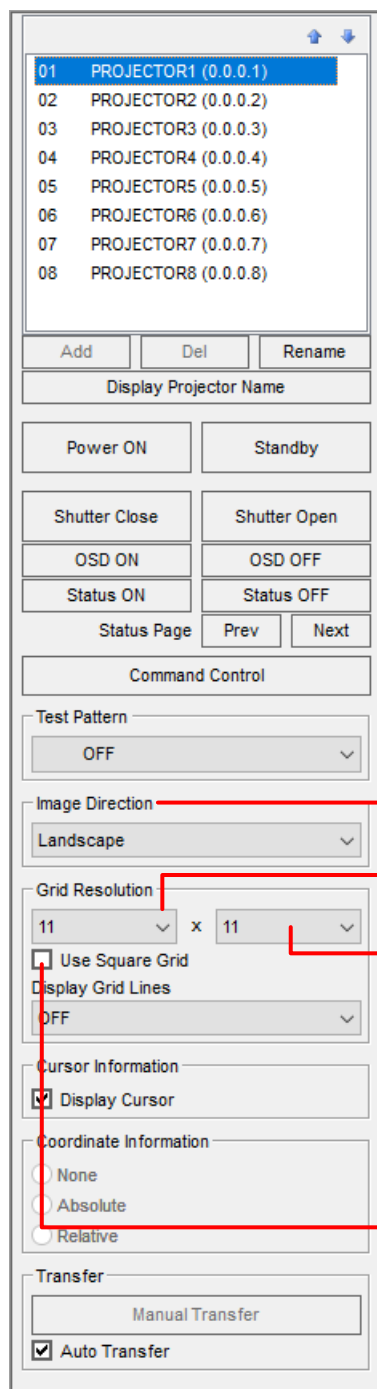 01 PROJECTOR1 (0.0.0.1)
02 PROJECTOR2 (0.0.0.2)
03 PROJECTOR3 (0.0.0.3)
04 PROJECTOR4 (0.0.0.4)
05 PROJECTOR5 (0.0.0.5)
06 PROJECTOR6 (0.0.0.6)
07 PROJECTOR7 (0.0.0.7)
08 PROJECTOR8 (0.0.0.8)
Add Del Rename
Display Projector Name
Power ON Standby
Shutter Close Shutter Open
OSD ON OSD OFF
Status ON Status OFF
Status Page Prev Next
Command Control
Test Pattern
OFF
Image Direction
Landscape
Grid Resolution
11 x 11
Use Square Grid
Display Grid Lines
OFF
Cursor Information
Display Cursor
Coordinate Information
None
Absolute
Relative
Transfer
Manual Transfer
Auto Transfer